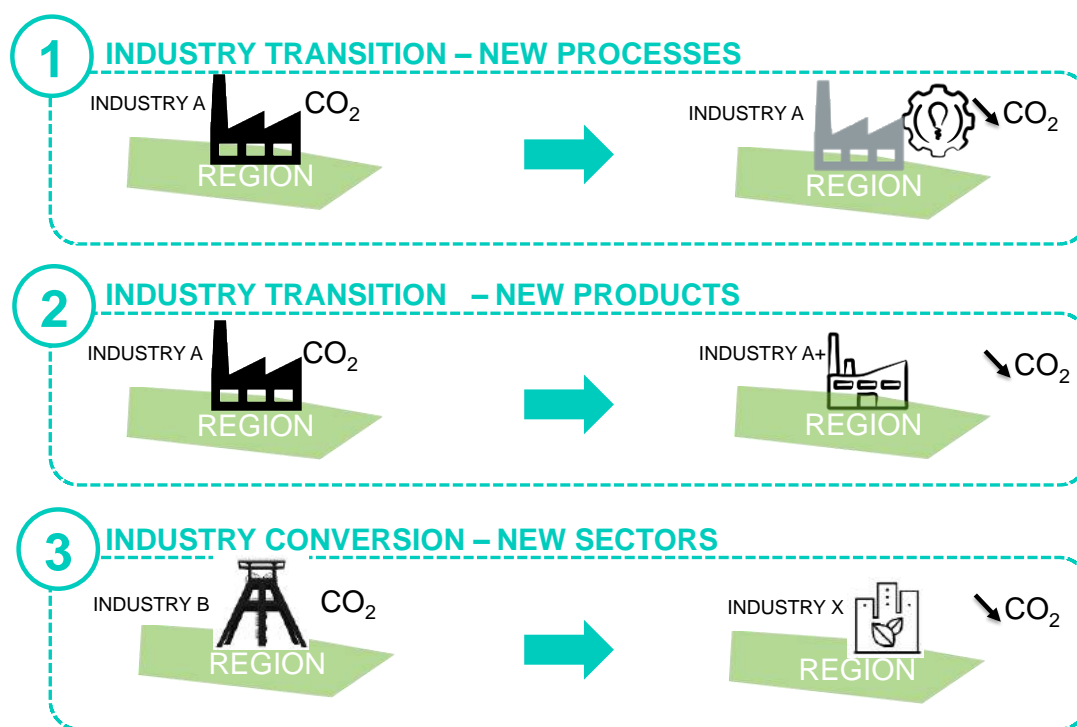 1
INDUSTRY TRANSITION – NEW PROCESSES
INDUSTRY A
CO₂
REGION
INDUSTRY A
CO₂
REGION
2
INDUSTRY TRANSITION – NEW PRODUCTS
INDUSTRY A
CO₂
REGION
INDUSTRY A+
CO₂
REGION
3
INDUSTRY CONVERSION – NEW SECTORS
INDUSTRY B
CO₂
REGION
INDUSTRY X
CO₂
REGION